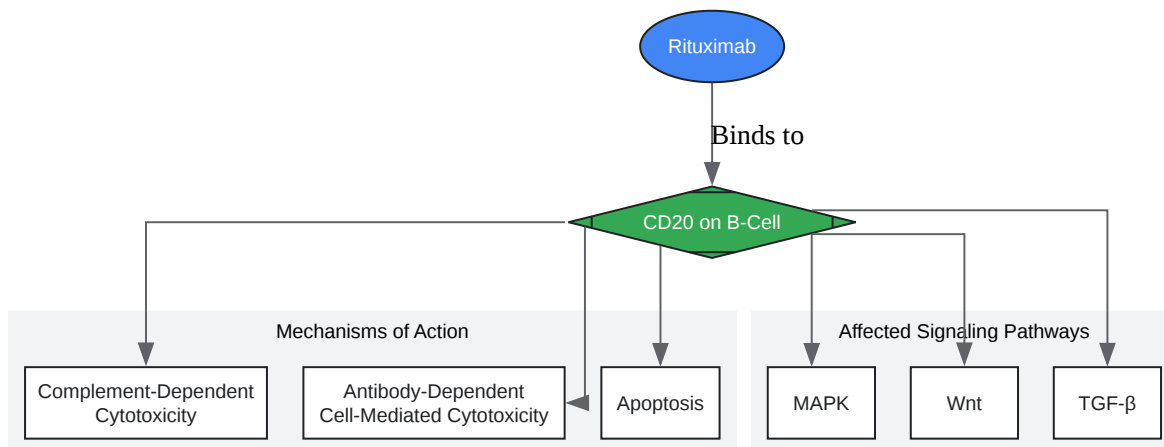 Rituximab
Binds to
CD20 on B-Cell
Mechanisms of Action
Complement-Dependent
Cytotoxicity
Antibody-Dependent
Cell-Mediated Cytotoxicity
Apoptosis
Affected Signaling Pathways
MAPK
Wnt
TGF-β